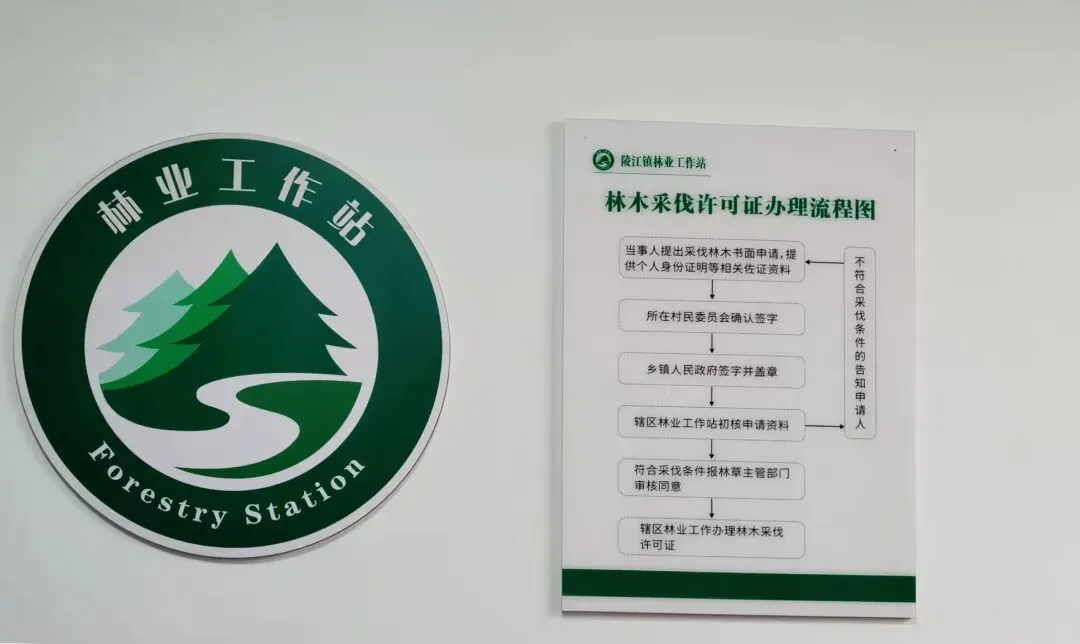 林业工作站
Forestry Station
陵江镇林业工作站
林木采伐许可证办理流程图
当事人提出采伐林木书面申请,提
供个人身份证明等相关佐证资料
所在村民委员会确认签字
乡镇人民政府签字并盖章
辖区林业工作站初核申请资料
符合采伐条件报林草主管部门
审核同意
辖区林业工作办理林木采伐
许可证
不符合采伐条件的告知申请人